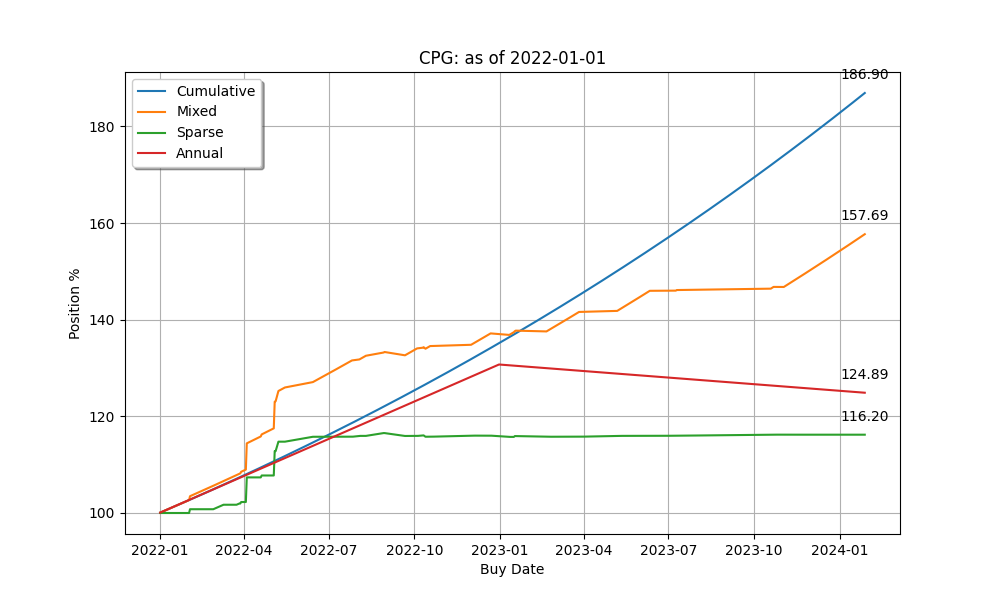 CPG: as of 2022-01-01
186.90
Cumulative
Mixed
Sparse
Annual
180
160
140
120
100
157.69
124.89
116.20
Position %
2022-01 2022-04 2022-07 2022-10 2023-01 2023-04 2023-07 2023-10 2024-01
Buy Date